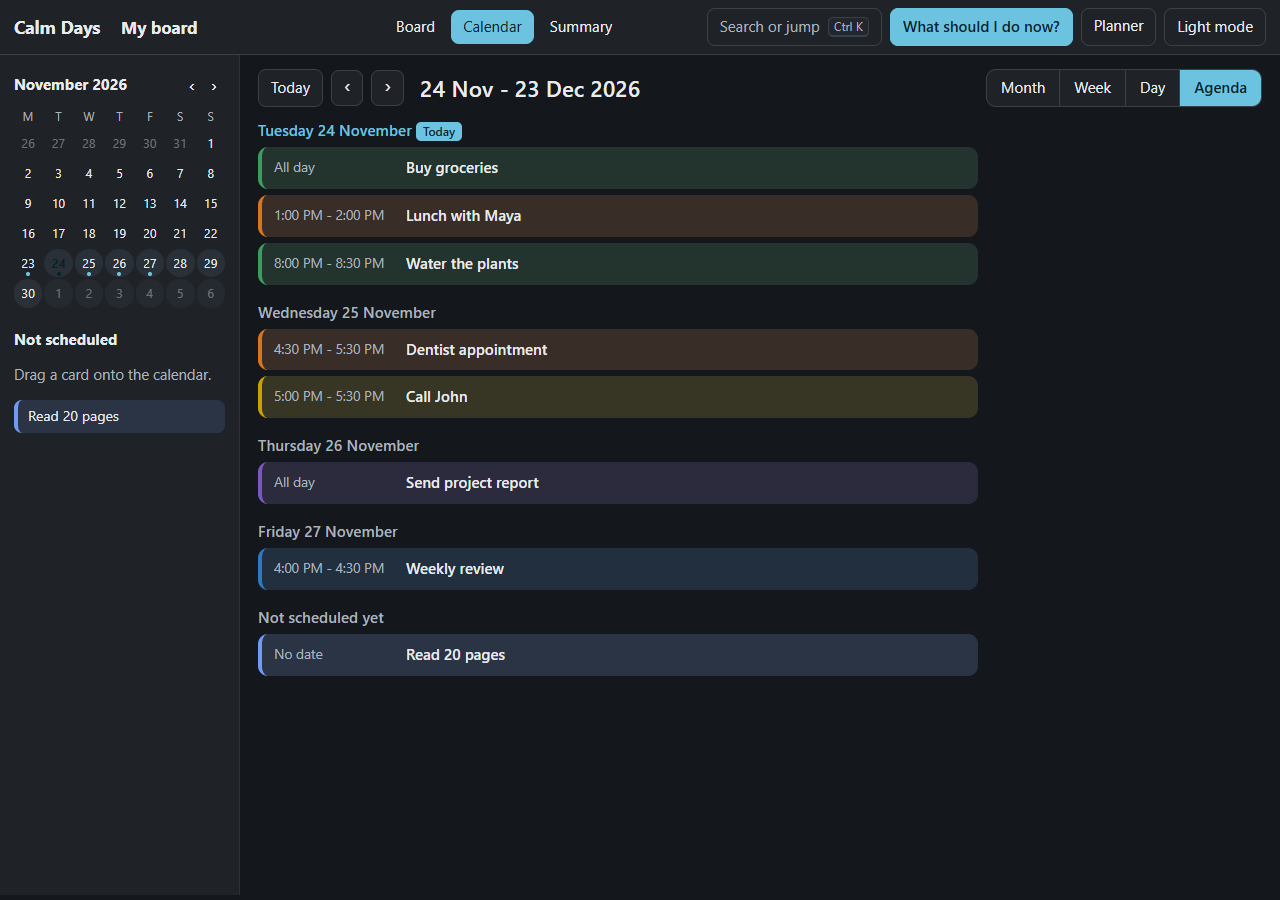 Calm Days My board Board Calendar Summary Search or jump Ctrl K What should I do now? Planner Light mode
November 2026 ‹ ›
M T W T F S S
26 27 28 29 30 31 1
2 3 4 5 6 7 8
9 10 11 12 13 14 15
16 17 18 19 20 21 22
23 24 25 26 27 28 29
30 1 2 3 4 5 6
Not scheduled
Drag a card onto the calendar.
Read 20 pages
Today ‹ › 24 Nov - 23 Dec 2026 Month Week Day Agenda
Tuesday 24 November Today
All day Buy groceries
1:00 PM - 2:00 PM Lunch with Maya
8:00 PM - 8:30 PM Water the plants
Wednesday 25 November
4:30 PM - 5:30 PM Dentist appointment
5:00 PM - 5:30 PM Call John
Thursday 26 November
All day Send project report
Friday 27 November
4:00 PM - 4:30 PM Weekly review
Not scheduled yet
No date Read 20 pages